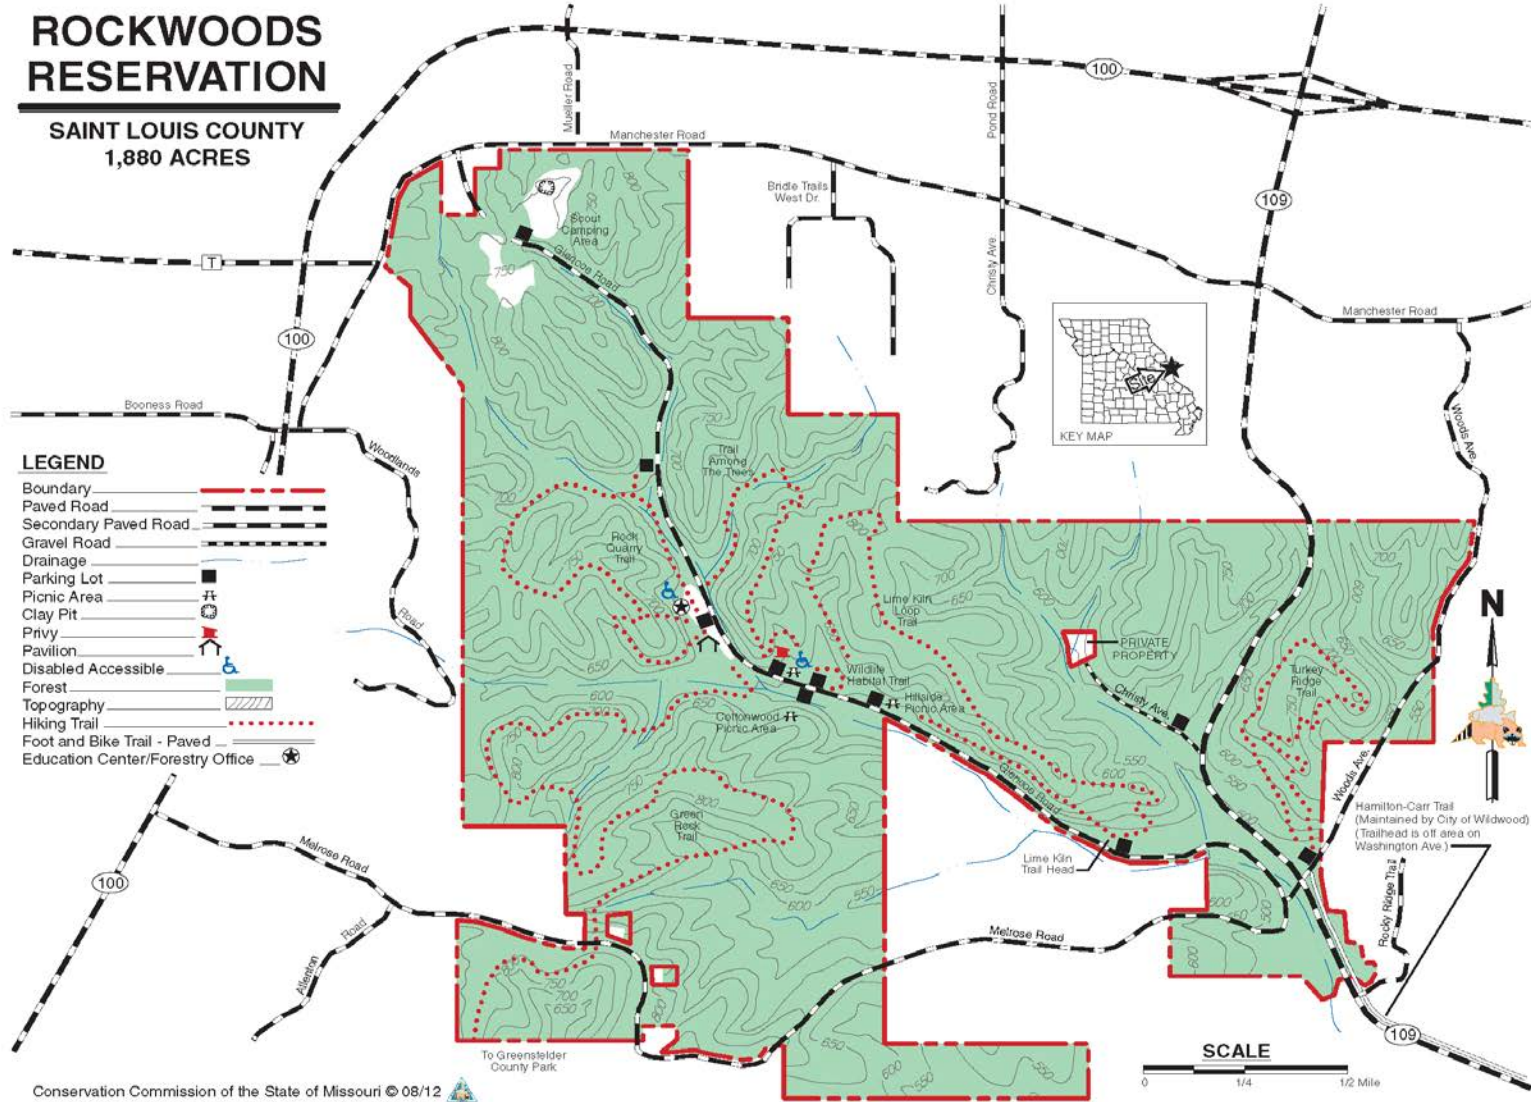 ROCKWOODS
RESERVATION
SAINT LOUIS COUNTY
1,880 ACRES
100
Mueller Road
Manchester Road
Pond Road
109
Bridle Trails
West Dr.
Scout
Camping
Area
Glencoe Road
T
100
Christy Ave.
Manchester Road
Site
KEY MAP
Booness Road
Woodlands
Road
Woods Ave.
LEGEND
Boundary
Paved Road
Secondary Paved Road
Gravel Road
Drainage
Parking Lot
Picnic Area
Clay Pit
Privy
Pavilion
Disabled Accessible
Forest
Topography
Hiking Trail
Foot and Bike Trail - Paved
Education Center/Forestry Office
Trail
Among
The Trees
Rock
Quarry
Trail
Lime Kiln
Loop
Trail
PRIVATE
PROPERTY
Turkey
Ridge
Trail
Wildlife
Habitat Trail
Hillside
Picnic Area
Cottonwood
Picnic Area
Christy Ave.
Glencoe Road
Green
Rock
Trail
Lime Kiln
Trail Head
N
Woods Ave.
Hamilton-Carr Trail
(Maintained by City of Wildwood)
(Trailhead is off area on
Washington Ave.)
Rocky Ridge Trail
Melrose Road
100
Allenton
Road
Melrose Road
109
To Greensfelder
County Park
SCALE
0 1/4 1/2 Mile
Conservation Commission of the State of Missouri © 08/12